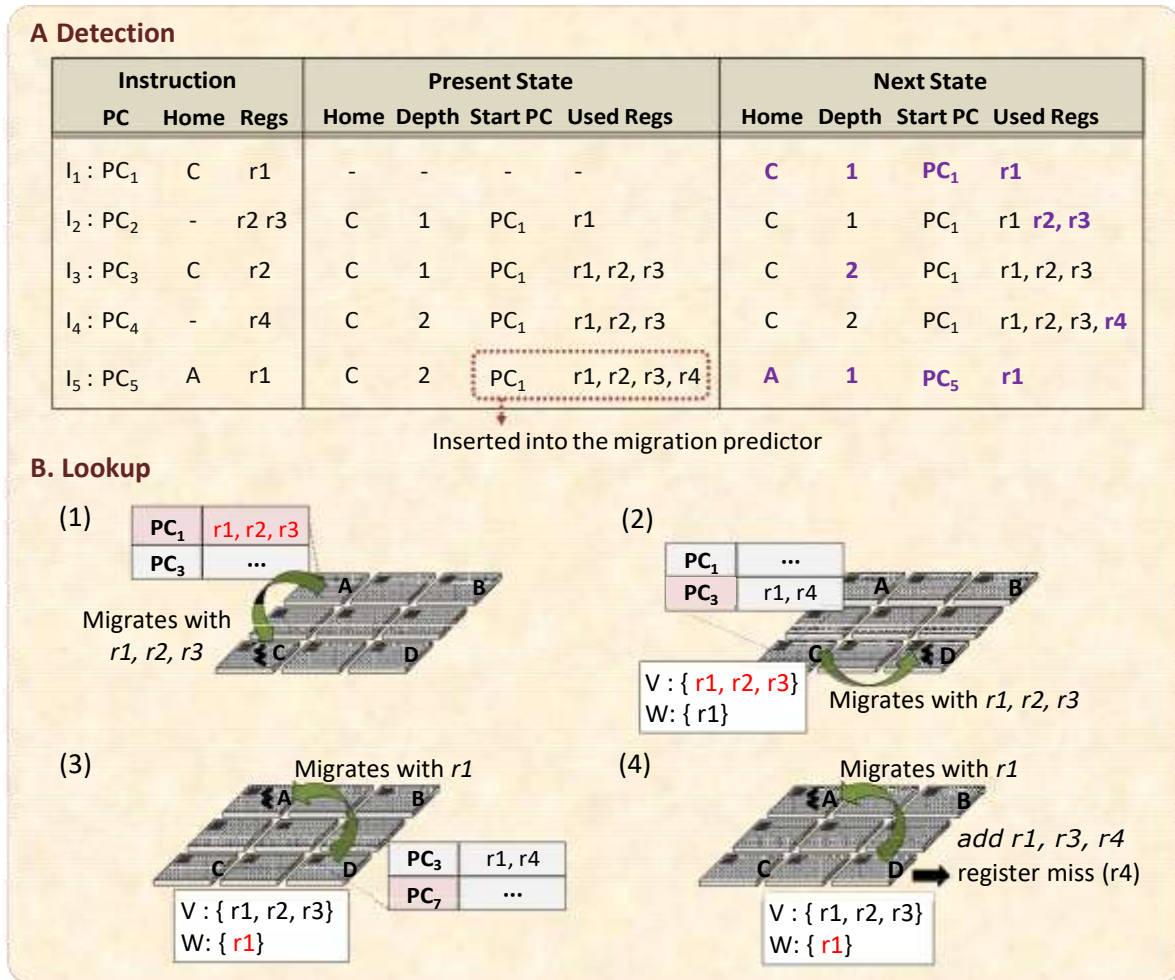 A Detection
Instruction Present State Next State
PC Home Regs Home Depth Start PC Used Regs Home Depth Start PC Used Regs
I₁ : PC₁ C r1 - - - - C 1 PC₁ r1
I₂ : PC₂ - r2 r3 C 1 PC₁ r1 C 1 PC₁ r1 r2, r3
I₃ : PC₃ C r2 C 1 PC₁ r1, r2, r3 C 2 PC₁ r1, r2, r3
I₄ : PC₄ - r4 C 2 PC₁ r1, r2, r3 C 2 PC₁ r1, r2, r3, r4
I₅ : PC₅ A r1 C 2 PC₁ r1, r2, r3, r4 A 1 PC₅ r1
Inserted into the migration predictor
B. Lookup
(1)
PC₁ r1, r2, r3
PC₃ ...
A B
Migrates with
r1, r2, r3
C D
(2)
PC₁ ...
PC₃ r1, r4
A B
C D
V : { r1, r2, r3}
W: { r1}
Migrates with r1, r2, r3
(3)
Migrates with r1
A B
C D
PC₃ r1, r4
PC₇ ...
V : { r1, r2, r3}
W: { r1}
(4)
Migrates with r1
A B
add r1, r3, r4
C D
register miss (r4)
V : { r1, r2, r3}
W: { r1}